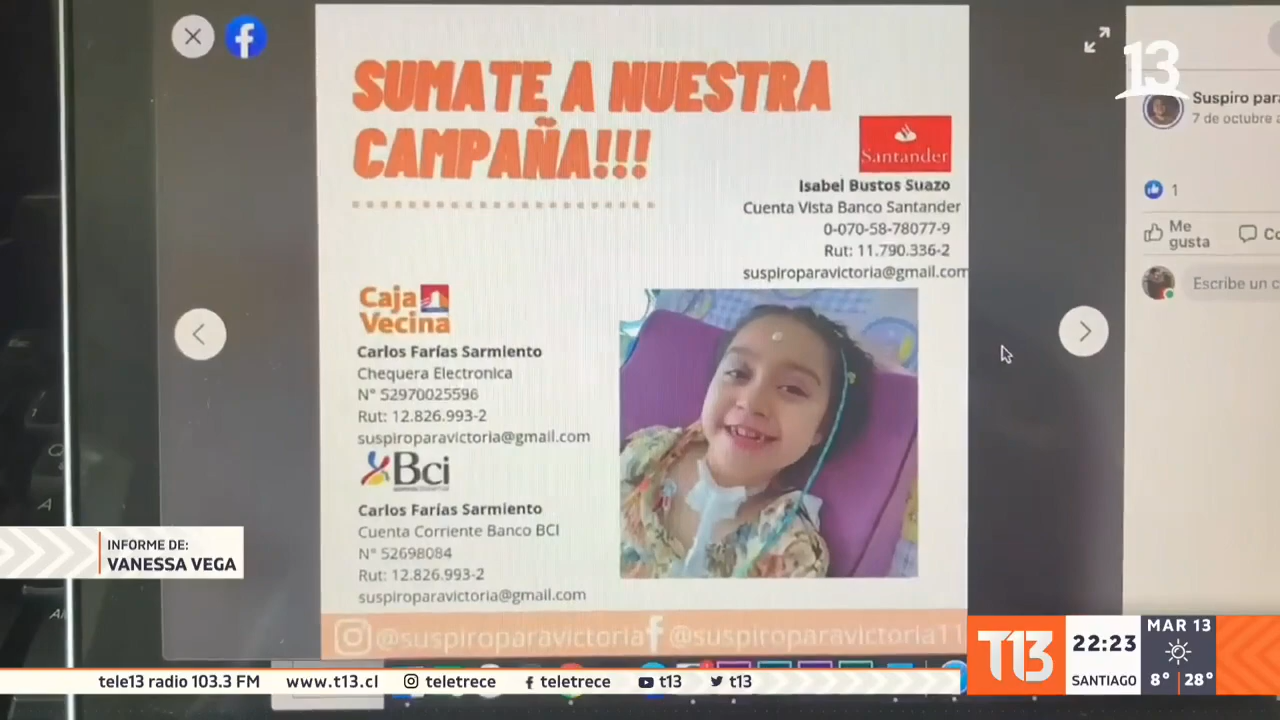 13
SUMATE A NUESTRA
CAMPAÑA!!!
Santander
Isabel Bustos Suazo
Cuenta Vista Banco Santander
0-070-58-78077-9
Rut: 11.790.336-2
suspiroparavictoria@gmail.com
Caja
Vecina
Carlos Farías Sarmiento
Chequera Electronica
N° 52970025596
Rut: 12.826.993-2
suspiroparavictoria@gmail.com
Bci
Carlos Farías Sarmiento
Cuenta Corriente Banco BCI
N° 52698084
Rut: 12.826.993-2
suspiroparavictoria@gmail.com
@suspiroparavictoria @suspiroparavictoria11
Suspiro par
7 de octubre
1
Me
gusta
Co
Escribe un c
INFORME DE:
VANESSA VEGA
T13
22:23
SANTIAGO
MAR 13
8° 28°
tele13 radio 103.3 FM www.t13.cl teletrece teletrece t13 t13